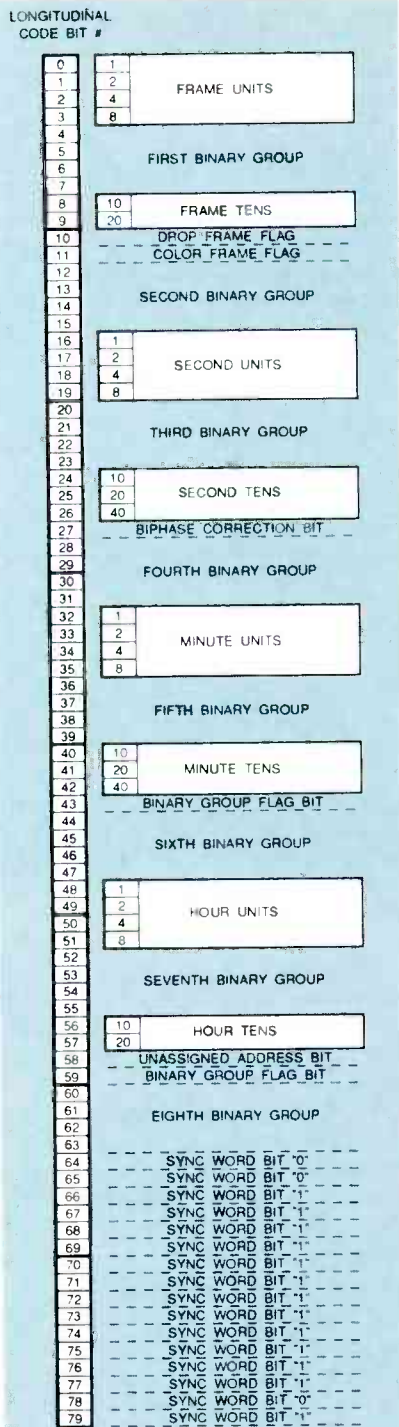 LONGITUDINAL
CODE BIT #
0 1
1 2 FRAME UNITS
2 4
3 8
4
5 FIRST BINARY GROUP
6
7
8 10 FRAME TENS
9 20
10 DROP FRAME FLAG
11 COLOR FRAME FLAG
12
13 SECOND BINARY GROUP
14
15
16 1
17 2 SECOND UNITS
18 4
19 8
20
21 THIRD BINARY GROUP
22
23
24 10
25 20 SECOND TENS
26 40
27 BIPHASE CORRECTION BIT
28
29 FOURTH BINARY GROUP
30
31
32 1
33 2 MINUTE UNITS
34 4
35 8
36
37 FIFTH BINARY GROUP
38
39
40 10
41 20 MINUTE TENS
42 40
43 BINARY GROUP FLAG BIT
44
45 SIXTH BINARY GROUP
46
47
48 1
49 2 HOUR UNITS
50 4
51 8
52
53 SEVENTH BINARY GROUP
54
55
56 10 HOUR TENS
57 20
58 UNASSIGNED ADDRESS BIT
59 BINARY GROUP FLAG BIT
60
61 EIGHTH BINARY GROUP
62
63
64 SYNC WORD BIT "0"
65 SYNC WORD BIT "0"
66 SYNC WORD BIT "1"
67 SYNC WORD BIT "1"
68 SYNC WORD BIT "1"
69 SYNC WORD BIT "1"
70 SYNC WORD BIT "1"
71 SYNC WORD BIT "1"
72 SYNC WORD BIT "1"
73 SYNC WORD BIT "1"
74 SYNC WORD BIT "1"
75 SYNC WORD BIT "1"
76 SYNC WORD BIT "1"
77 SYNC WORD BIT "1"
78 SYNC WORD BIT "0"
79 SYNC WORD BIT "1"